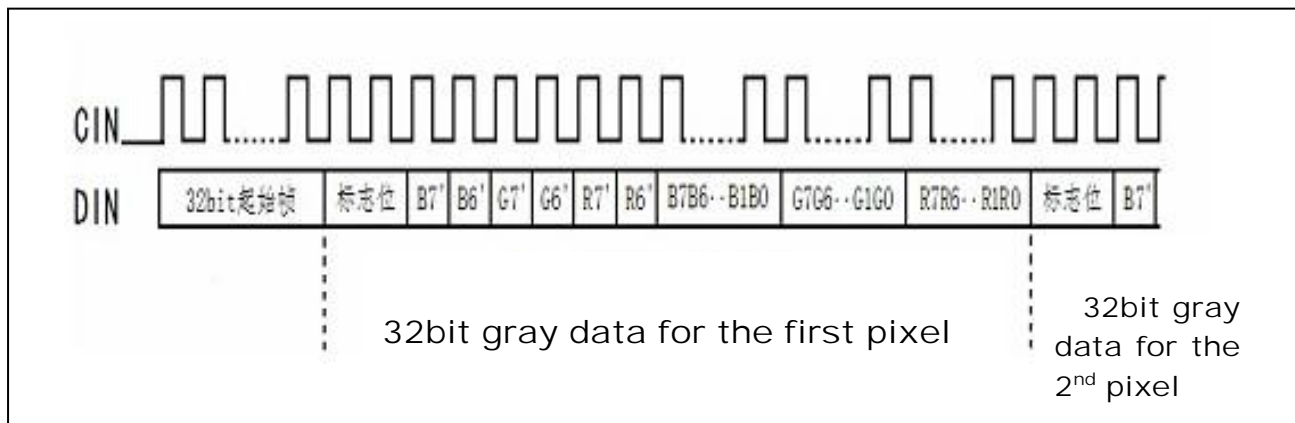 CIN
DIN 32bit起始帧 标志位 B7' B6' G7' G6' R7' R6' B7B6··B1B0 G7G6··G1G0 R7R6··R1R0 标志位 B7'
32bit gray data for the first pixel
32bit gray
data for the
2nd pixel